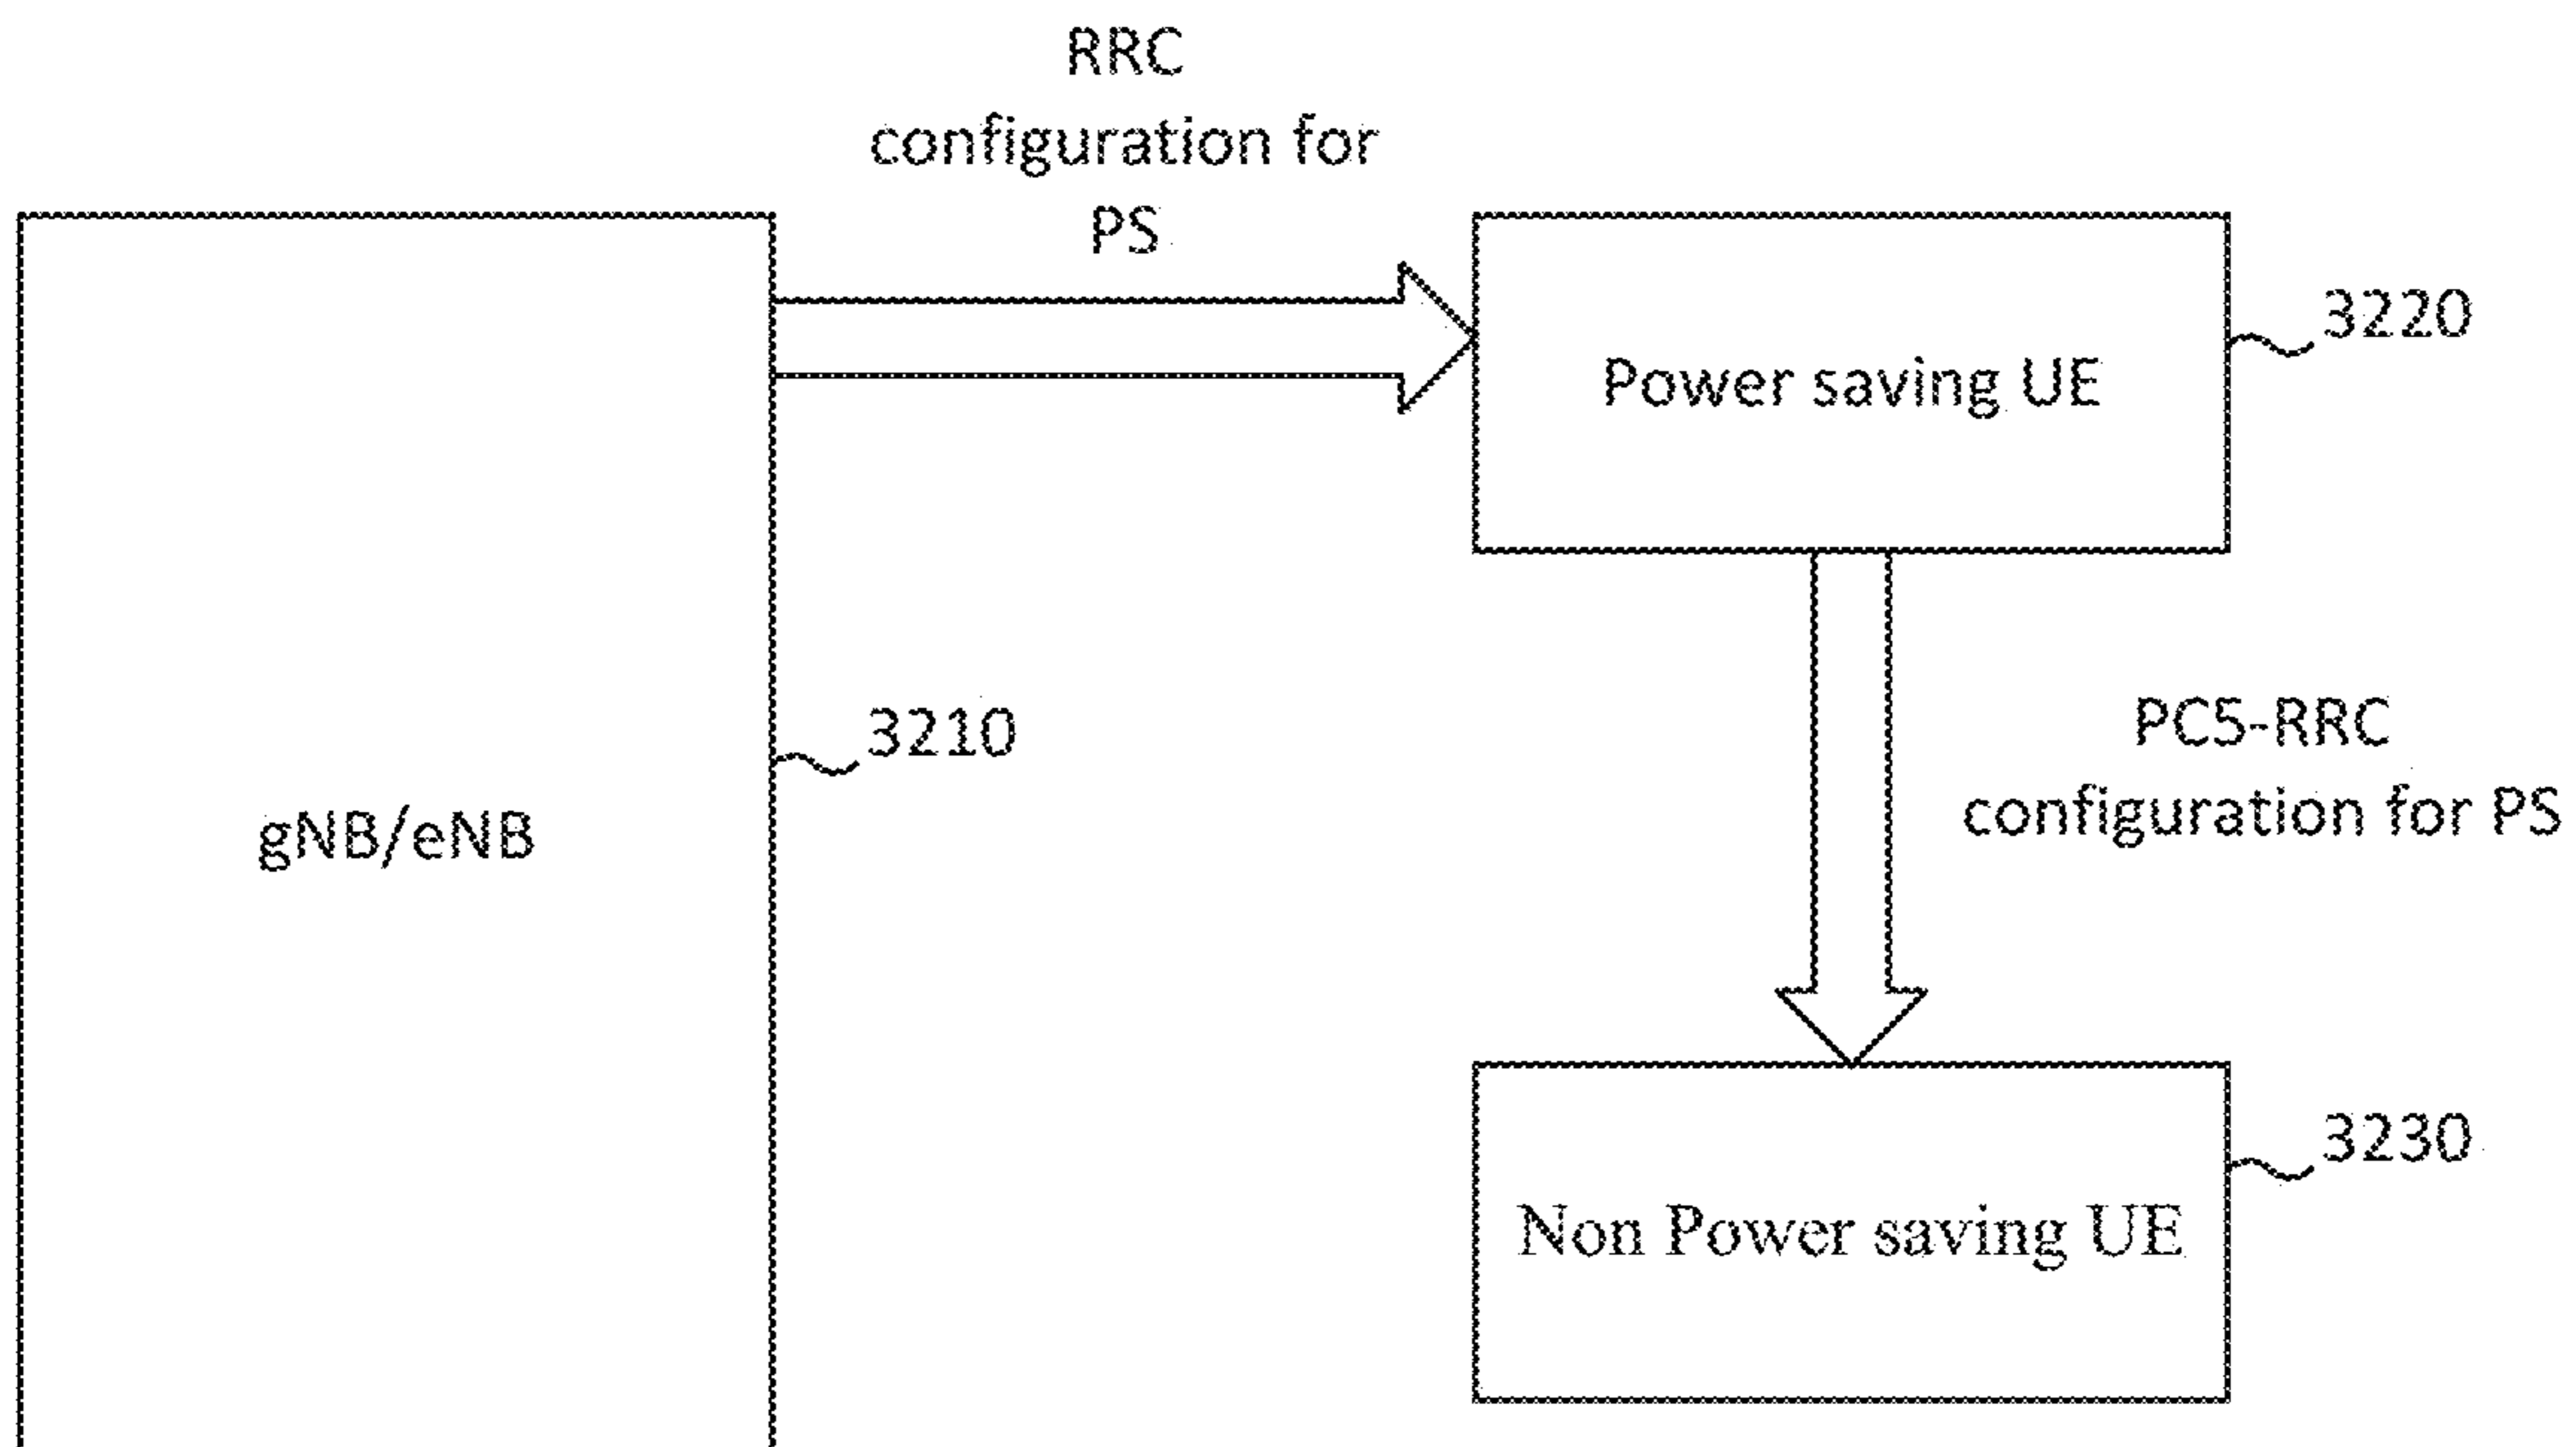 RRC
configuration for
PS
3220
Power saving UE
3210
gNB/eNB
PC5-RRC
configuration for PS
3230
Non Power saving UE